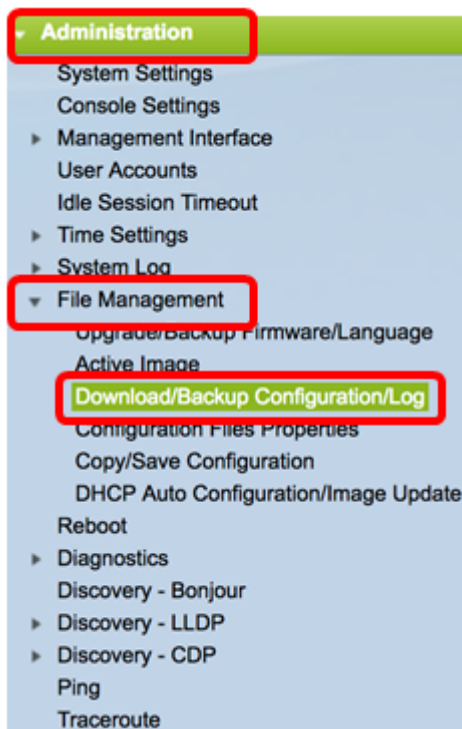 Administration
System Settings
Console Settings
Management Interface
User Accounts
Idle Session Timeout
Time Settings
System Log
File Management
Upgrade/Backup Firmware/Language
Active Image
Download/Backup Configuration/Log
Configuration Files Properties
Copy/Save Configuration
DHCP Auto Configuration/Image Update
Reboot
Diagnostics
Discovery - Bonjour
Discovery - LLDP
Discovery - CDP
Ping
Traceroute